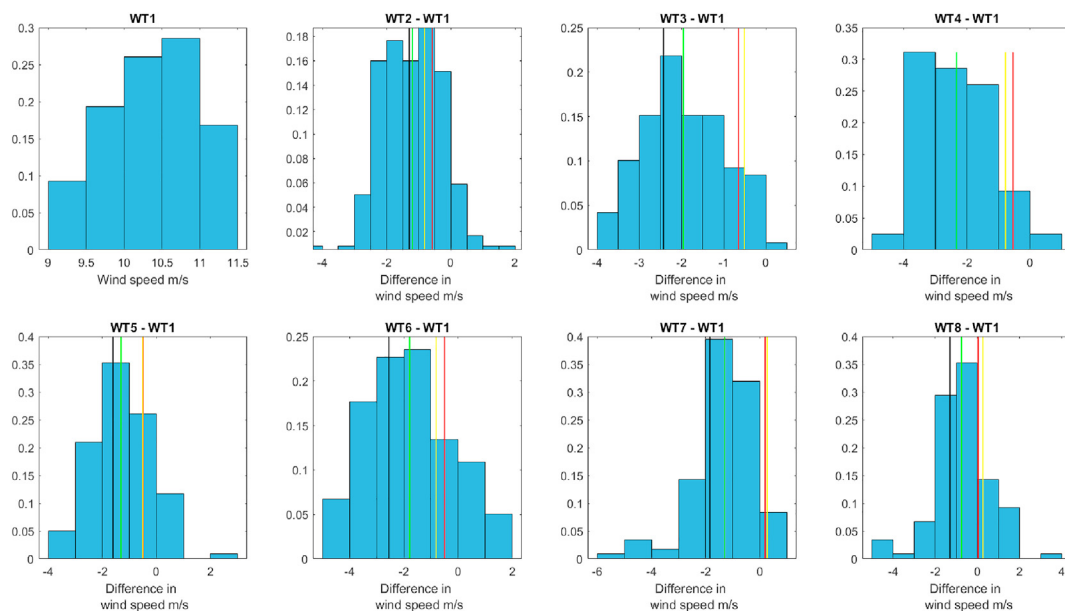 WT1
WT2 - WT1
WT3 - WT1
WT4 - WT1
0.3
0.25
0.2
0.15
0.1
0.05
0
9 9.5 10 10.5 11 11.5
Wind speed m/s
0.18
0.16
0.14
0.12
0.1
0.08
0.06
0.04
0.02
-4 -2 0 2
Difference in
wind speed m/s
0.25
0.2
0.15
0.1
0.05
0
-4 -3 -2 -1 0
Difference in
wind speed m/s
0.35
0.3
0.25
0.2
0.15
0.1
0.05
0
-4 -2 0
Difference in
wind speed m/s
WT5 - WT1
WT6 - WT1
WT7 - WT1
WT8 - WT1
0.4
0.35
0.3
0.25
0.2
0.15
0.1
0.05
0
-4 -2 0 2
Difference in
wind speed m/s
0.25
0.2
0.15
0.1
0.05
0
-4 -2 0 2
Difference in
wind speed m/s
0.4
0.35
0.3
0.25
0.2
0.15
0.1
0.05
0
-6 -4 -2 0
Difference in
wind speed m/s
0.4
0.35
0.3
0.25
0.2
0.15
0.1
0.05
0
-4 -2 0 2 4
Difference in
wind speed m/s